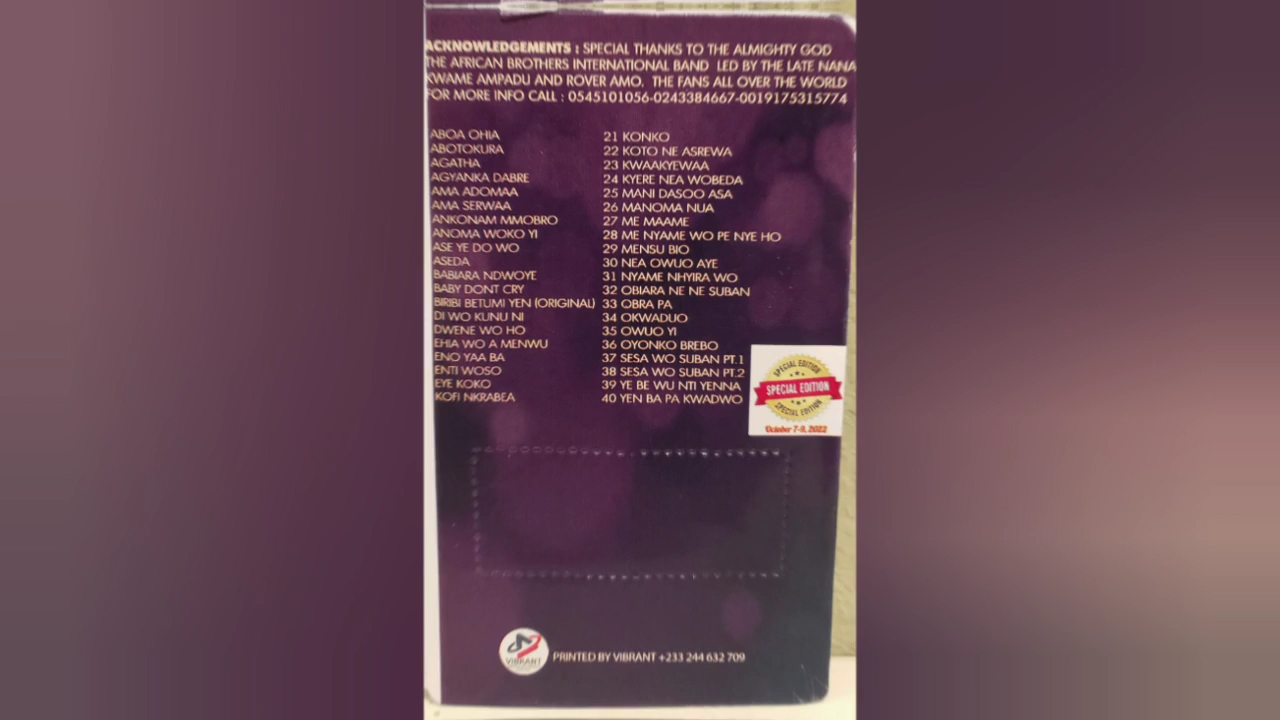 ACKNOWLEDGEMENTS : SPECIAL THANKS TO THE ALMIGHTY GOD
THE AFRICAN BROTHERS INTERNATIONAL BAND LED BY THE LATE NANA
KWAME AMPADU AND ROVER AMO. THE FANS ALL OVER THE WORLD
FOR MORE INFO CALL : 0545101056-0243384667-0019175315774
ABOA OHIA
ABOTOKURA
AGATHA
AGYANKA DABRE
AMA ADOMAA
AMA SERWAA
ANKONAM MMOBRO
ANOMA WOKO YI
ASE YE DO WO
ASEDA
BABIARA NDWOYE
BABY DONT CRY
BIRIBI BETUMI YEN (ORIGINAL)
DI WO KUNU NI
DWENE WO HO
EHIA WO A MENWU
ENO YAA BA
ENTI WOSO
EYE KOKO
KOFI NKRABEA
21 KONKO
22 KOTO NE ASREWA
23 KWAAKYEWAA
24 KYERE NEA WOBEDA
25 MANI DASOO ASA
26 MANOMA NUA
27 ME MAAME
28 ME NYAME WO PE NYE HO
29 MENSU BIO
30 NEA OWUO AYE
31 NYAME NHYIRA WO
32 OBIARA NE NE SUBAN
33 OBRA PA
34 OKWADUO
35 OWUO YI
36 OYONKO BREBO
37 SESA WO SUBAN PT.1
38 SESA WO SUBAN PT.2
39 YE BE WU NTI YENNA
40 YEN BA PA KWADWO
SPECIAL EDITION
SPECIAL EDITION
SPECIAL EDITION
October 7-9, 2022
VIBRANT
PRINTED BY VIBRANT +233 244 632 709